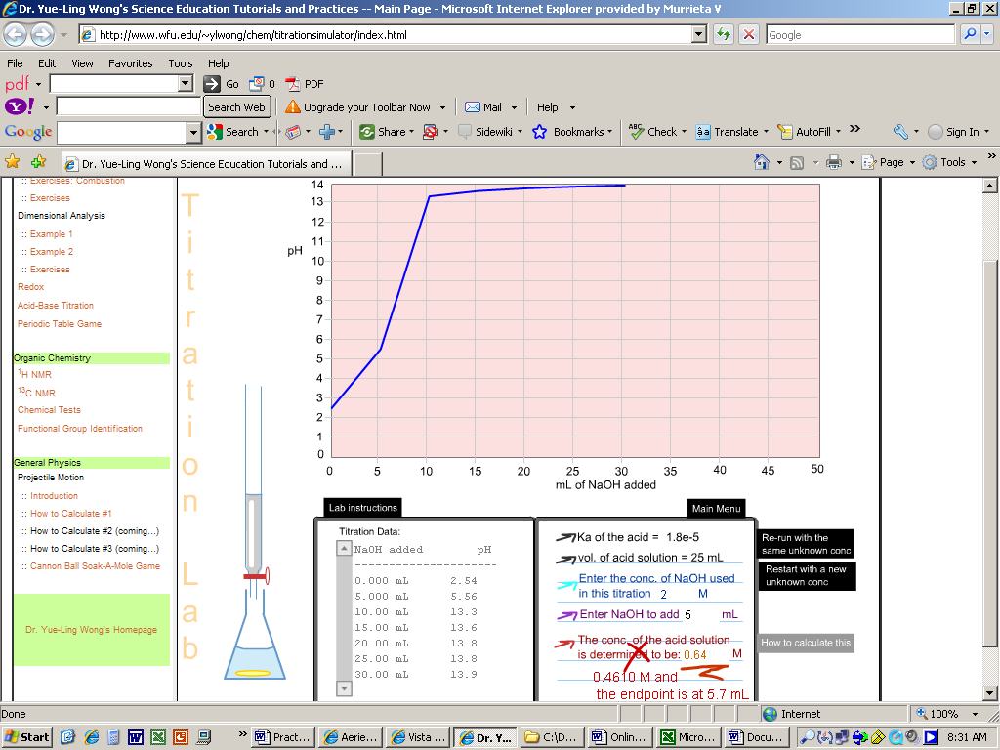 Dr. Yue-Ling Wong's Science Education Tutorials and Practices -- Main Page - Microsoft Internet Explorer provided by Murrieta V
http://www.wfu.edu/~ylwong/chem/titrationsimulator/index.html
Google
File Edit View Favorites Tools Help
pdf Go 0 PDF
Y! Search Web Upgrade your Toolbar Now Mail Help
Google Search Share Sidewiki Bookmarks Check Translate AutoFill Sign In
Dr. Yue-Ling Wong's Science Education Tutorials and ... Page Tools
:: Exercises: Combustion
:: Exercises
Dimensional Analysis
:: Example 1
:: Example 2
:: Exercises
Redox
Acid-Base Titration
Periodic Table Game
Organic Chemistry
1H NMR
13C NMR
Chemical Tests
Functional Group Identification
General Physics
Projectile Motion
:: Introduction
:: How to Calculate #1
:: How to Calculate #2 (coming...)
:: How to Calculate #3 (coming...)
:: Cannon Ball Soak-A-Mole Game
Dr. Yue-Ling Wong's Homepage
Titration Lab
14
13
12
11
pH
10
9
8
7
6
5
4
3
2
1
0
0 5 10 15 20 25 30 35 40 45 50
mL of NaOH added
Lab instructions
Main Menu
Titration Data:
NaOH added pH
--------------------
0.000 mL 2.54
5.000 mL 5.56
10.00 mL 13.3
15.00 mL 13.6
20.00 mL 13.8
25.00 mL 13.8
30.00 mL 13.9
Ka of the acid = 1.8e-5
vol. of acid solution = 25 mL
Enter the conc. of NaOH used
in this titration 2 M
Enter NaOH to add 5 mL
The conc. of the acid solution
is determined to be: 0.64 M
0.4610 M and
the endpoint is at 5.7 mL
Re-run with the
same unknown conc
Restart with a new
unknown conc
How to calculate this
Done Internet 100%
Start Pract... Aerie... Vista ... Dr. Y... C:\D... Onlin... Micro... Docu... 8:31 AM